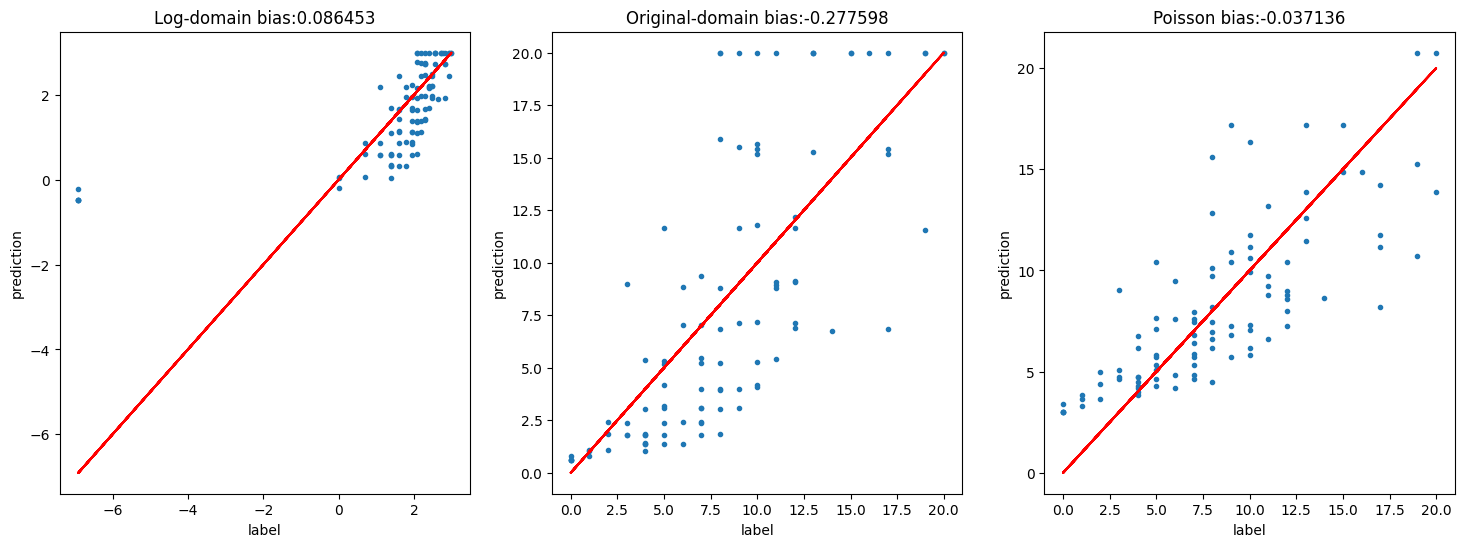 Log-domain bias:0.086453
2
0
−2
−4
−6
prediction
−6 −4 −2 0 2
label
Original-domain bias:-0.277598
20.0
17.5
15.0
12.5
10.0
7.5
5.0
2.5
0.0
prediction
0.0 2.5 5.0 7.5 10.0 12.5 15.0 17.5 20.0
label
Poisson bias:-0.037136
20
15
10
5
0
prediction
0.0 2.5 5.0 7.5 10.0 12.5 15.0 17.5 20.0
label